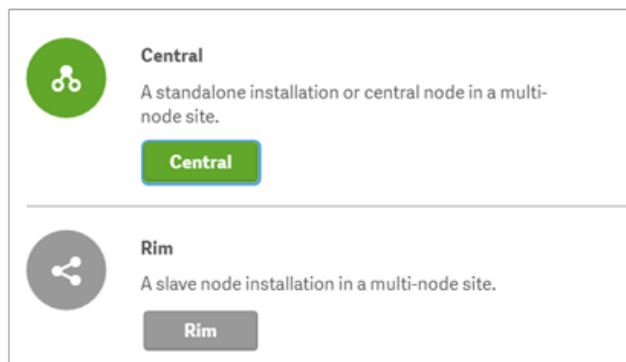 Central
A standalone installation or central node in a multi-
node site.
Central
Rim
A slave node installation in a multi-node site.
Rim